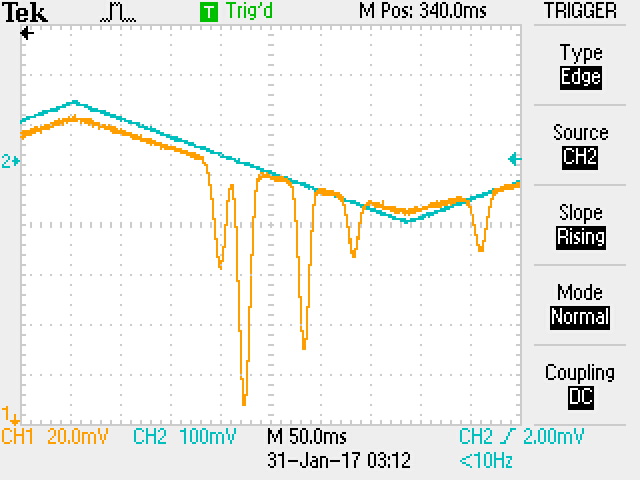 Tek T Trig'd M Pos: 340.0ms TRIGGER
Type
Edge
Source
CH2
2
Slope
Rising
Mode
Normal
Coupling
DC
1
CH1 20.0mV CH2 100mV M 50.0ms CH2 2.00mV
31-Jan-17 03:12 <10Hz